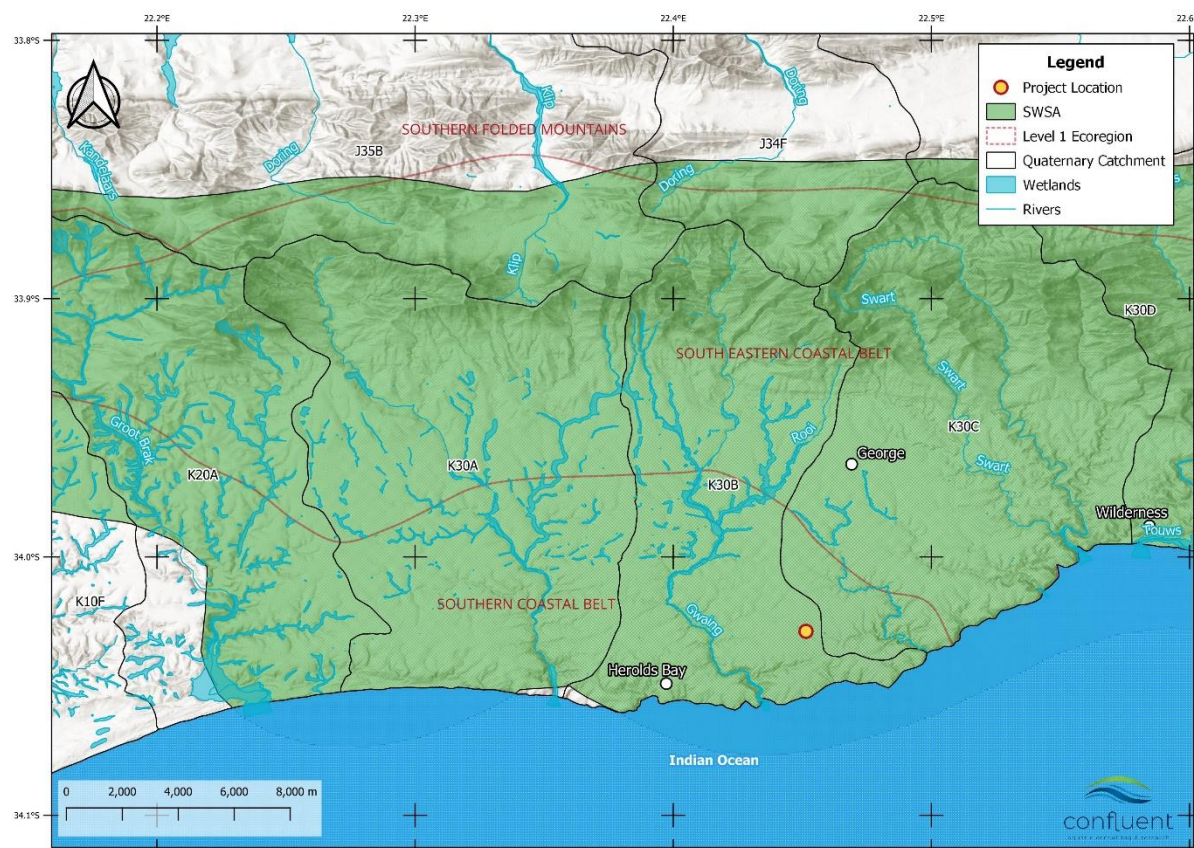 22.2°E
22.3°E
22.4°E
22.5°E
22.6
33.8°S
33.9°S
34.0°S
34.1°S
Legend
Project Location
SWSA
Level 1 Ecoregion
Quaternary Catchment
Wetlands
Rivers
SOUTHERN FOLDED MOUNTAINS
J35B
J34F
Klip
Doring
Kandelaars
Doring
Doring
Klip
Swart
K30D
SOUTH EASTERN COASTAL BELT
Swart
Groot Brak
K20A
K30A
K30B
Rooi
George
K30C
Swart
Wilderness
Touws
K10F
SOUTHERN COASTAL BELT
Gwaing
Herolds Bay
Indian Ocean
0 2,000 4,000 6,000 8,000 m
confluent